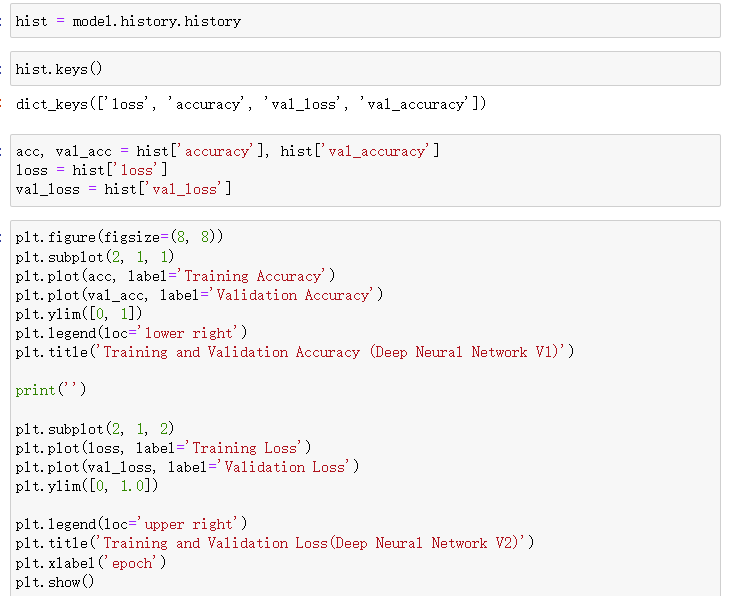 hist = model.history.history
hist.keys()
dict_keys(['loss', 'accuracy', 'val_loss', 'val_accuracy'])
acc, val_acc = hist['accuracy'], hist['val_accuracy']
loss = hist['loss']
val_loss = hist['val_loss']
plt.figure(figsize=(8, 8))
plt.subplot(2, 1, 1)
plt.plot(acc, label='Training Accuracy')
plt.plot(val_acc, label='Validation Accuracy')
plt.ylim([0, 1])
plt.legend(loc='lower right')
plt.title('Training and Validation Accuracy (Deep Neural Network V1)')
print('')
plt.subplot(2, 1, 2)
plt.plot(loss, label='Training Loss')
plt.plot(val_loss, label='Validation Loss')
plt.ylim([0, 1.0])
plt.legend(loc='upper right')
plt.title('Training and Validation Loss(Deep Neural Network V2)')
plt.xlabel('epoch')
plt.show()